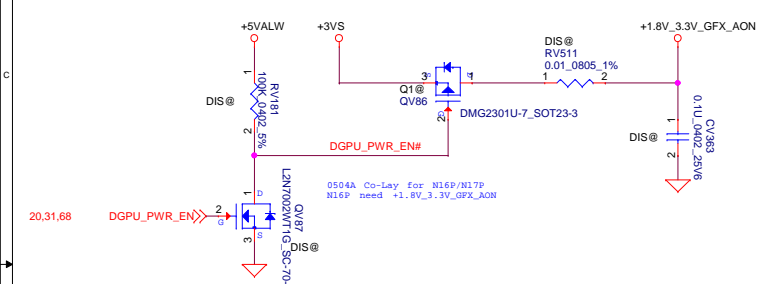 +5VALW
+3VS
+1.8V_3.3V_GFX_AON
DIS@
RV511
0.01_0805_1%
C
1
RV181
100K_0402_5%
DIS@
2
3
S
D
1
1
2
Q1@
QV86
G
2
DMG2301U-7_SOT23-3
1
CV363
0.1U_0402_25V6
DIS@
2
DGPU_PWR_EN#
0504A Co-Lay for N16P/N17P
N16P need +1.8V_3.3V_GFX_AON
1
D
L2N7002WT1G_SC-70-
QV87
20,31,68
DGPU_PWR_EN
2
G
S
3
DIS@